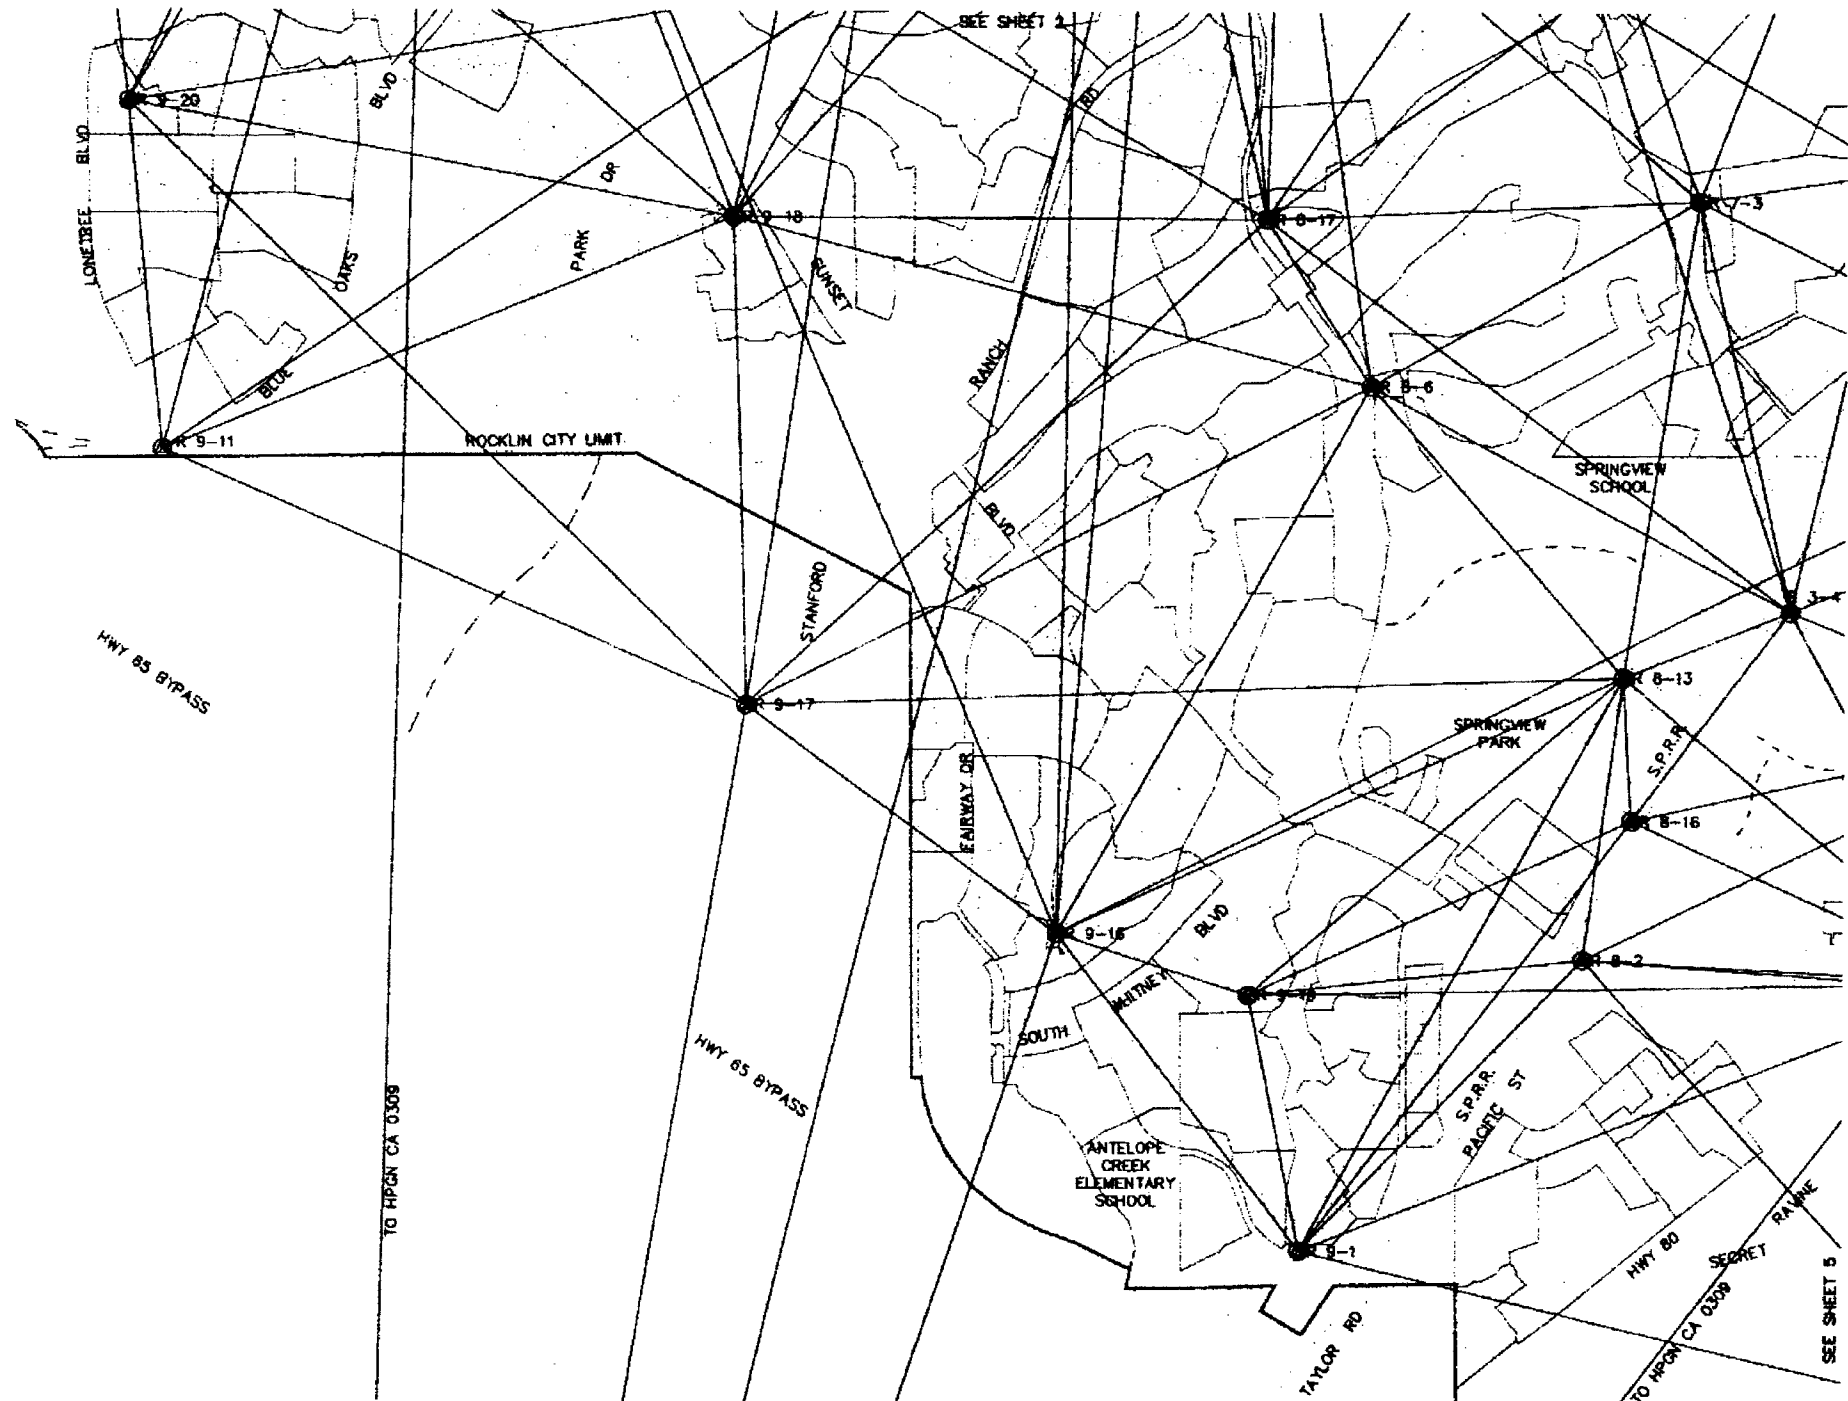 SEE SHEET 2
9-20
BLVD
BLVD
RD
LONETREE
OAKS
PARK
DR
9-18
SUNSET
R 8-17
7-3
RANCH
R 8-6
BLUE
R 9-11
ROCKLIN CITY LIMIT
SPRINGVIEW
SCHOOL
BLVD
STANFORD
3-4
HWY 65 BYPASS
R 9-17
R 8-13
SPRINGVIEW
PARK
S.P.R.R.
FAIRWAY DR
R 8-16
9-16
BLVD
WHITNEY
SOUTH
R 8-2
HWY 65 BYPASS
TO HPGN CA 0309
S.P.R.R.
PACIFIC ST
ANTELOPE
CREEK
ELEMENTARY
SCHOOL
R 9-1
HWY 80
SECRET
RAVINE
TO HPGN CA 0309
TAYLOR RD
SEE SHEET 5